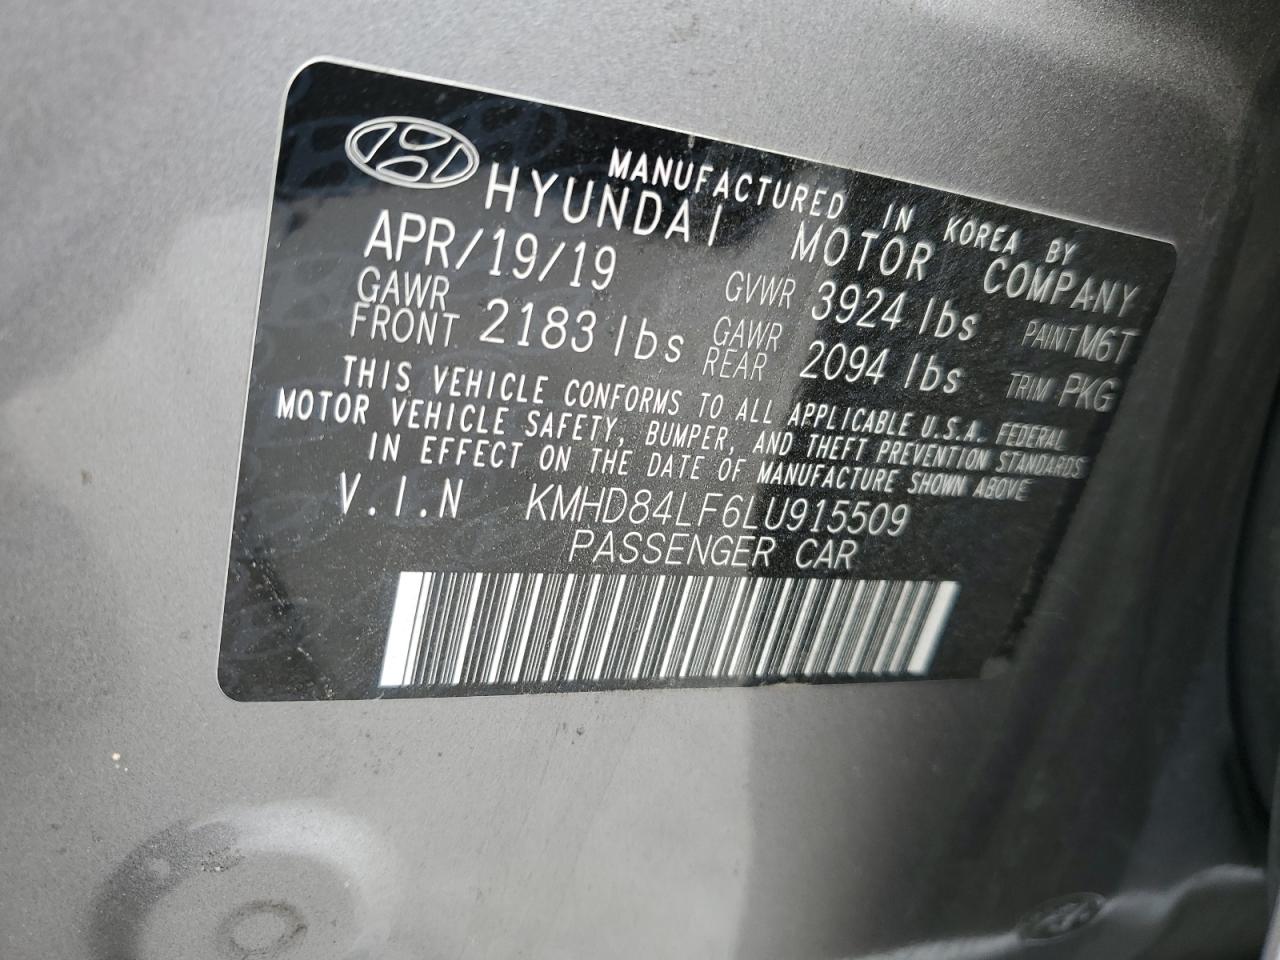 MANUFACTURED IN KOREA BY
HYUNDAI MOTOR COMPANY
APR/19/19 GVWR 3924 lbs PAINT M6T
GAWR FRONT 2183 lbs GAWR REAR 2094 lbs TRIM PKG
THIS VEHICLE CONFORMS TO ALL APPLICABLE U.S.A. FEDERAL
MOTOR VEHICLE SAFETY, BUMPER, AND THEFT PREVENTION STANDARDS
IN EFFECT ON THE DATE OF MANUFACTURE SHOWN ABOVE
V.I.N KMHD84LF6LU915509
PASSENGER CAR